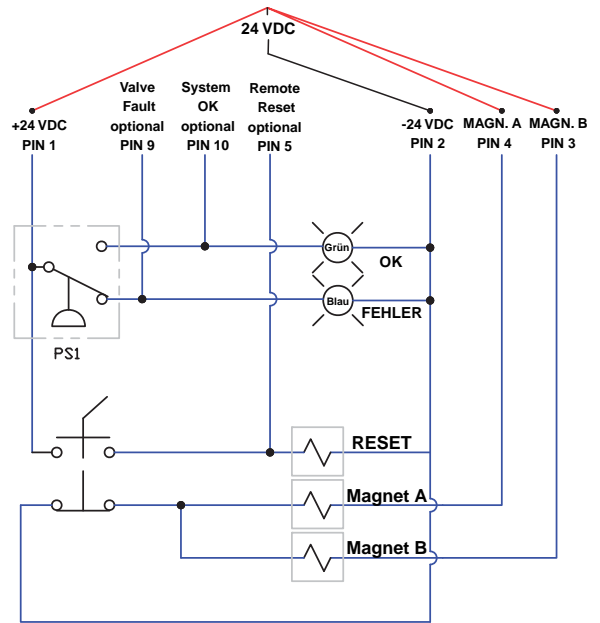 24 VDC
+24 VDC
PIN 1
Valve
Fault
optional
PIN 9
System
OK
optional
PIN 10
Remote
Reset
optional
PIN 5
-24 VDC
PIN 2
MAGN. A
PIN 4
MAGN. B
PIN 3
Grün
OK
Blau
FEHLER
PS1
RESET
Magnet A
Magnet B